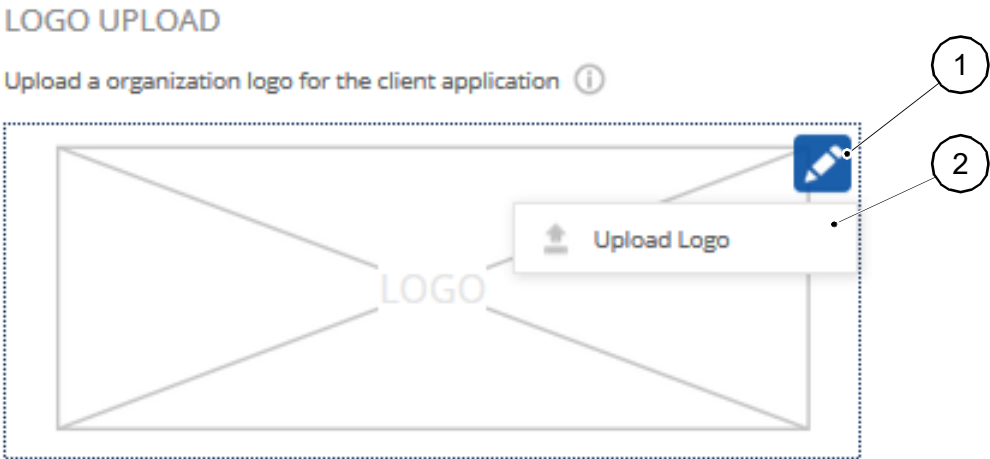 LOGO UPLOAD
Upload a organization logo for the client application
1
2
Upload Logo
LOGO